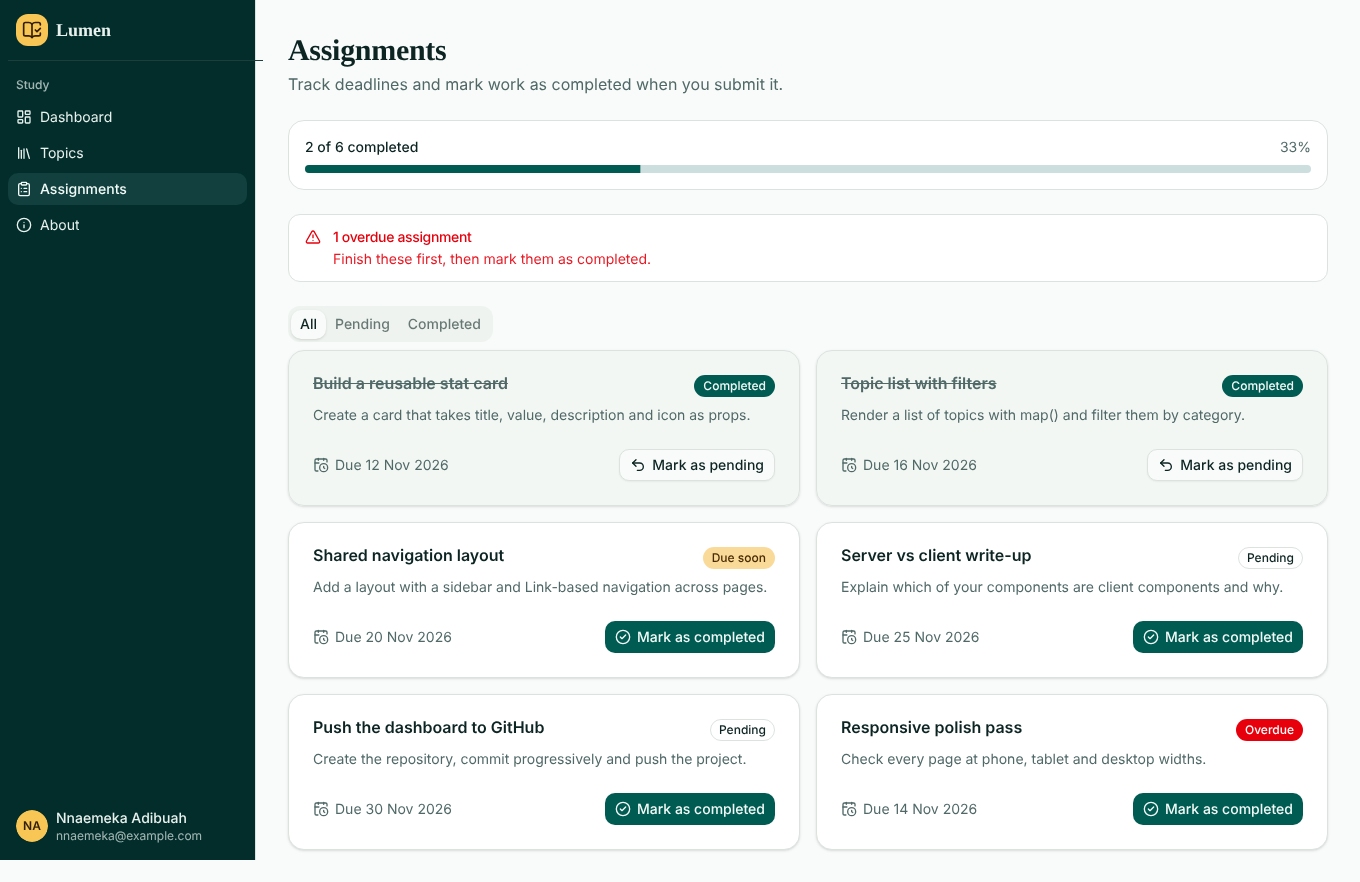 Lumen
Study
Dashboard
Topics
Assignments
About
NA
Nnaemeka Adibuah
nnaemeka@example.com
Assignments
Track deadlines and mark work as completed when you submit it.
2 of 6 completed
33%
1 overdue assignment
Finish these first, then mark them as completed.
All
Pending
Completed
Build a reusable stat card
Completed
Create a card that takes title, value, description and icon as props.
Due 12 Nov 2026
Mark as pending
Topic list with filters
Completed
Render a list of topics with map() and filter them by category.
Due 16 Nov 2026
Mark as pending
Shared navigation layout
Due soon
Add a layout with a sidebar and Link-based navigation across pages.
Due 20 Nov 2026
Mark as completed
Server vs client write-up
Pending
Explain which of your components are client components and why.
Due 25 Nov 2026
Mark as completed
Push the dashboard to GitHub
Pending
Create the repository, commit progressively and push the project.
Due 30 Nov 2026
Mark as completed
Responsive polish pass
Overdue
Check every page at phone, tablet and desktop widths.
Due 14 Nov 2026
Mark as completed